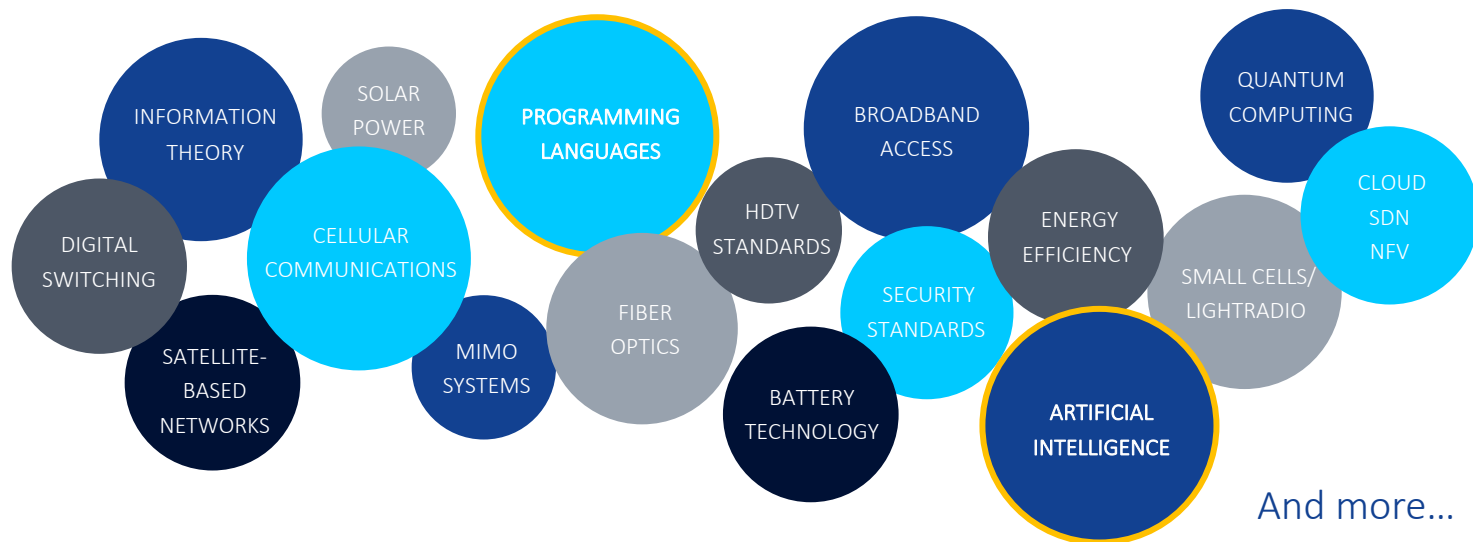 INFORMATION
THEORY
SOLAR
POWER
PROGRAMMING
LANGUAGES
BROADBAND
ACCESS
QUANTUM
COMPUTING
DIGITAL
SWITCHING
CELLULAR
COMMUNICATIONS
HDTV
STANDARDS
ENERGY
EFFICIENCY
CLOUD
SDN
NFV
SATELLITE-
BASED
NETWORKS
MIMO
SYSTEMS
FIBER
OPTICS
SECURITY
STANDARDS
SMALL CELLS/
LIGHTRADIO
BATTERY
TECHNOLOGY
ARTIFICIAL
INTELLIGENCE
And more...